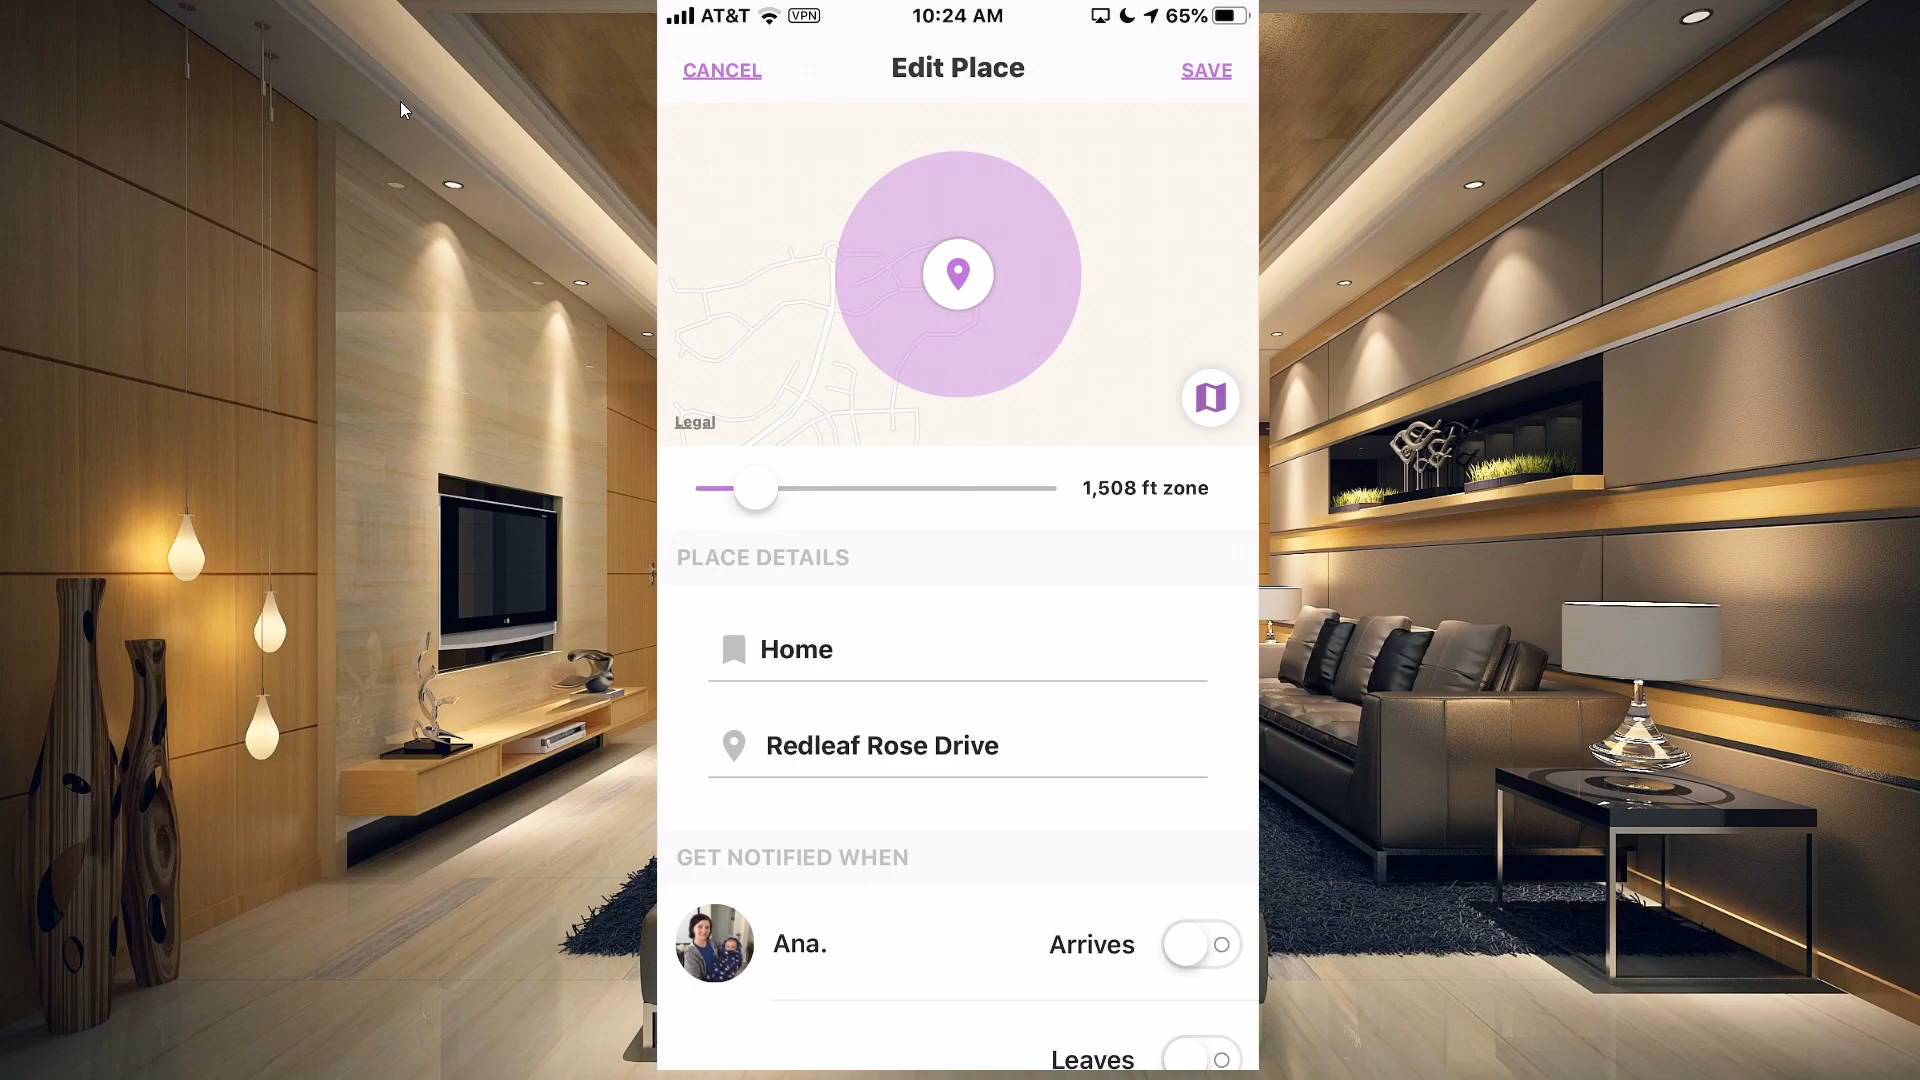 AT&T VPN 10:24 AM 65%
CANCEL Edit Place SAVE
Legal
1,508 ft zone
PLACE DETAILS
Home
Redleaf Rose Drive
GET NOTIFIED WHEN
Ana. Arrives
Leaves